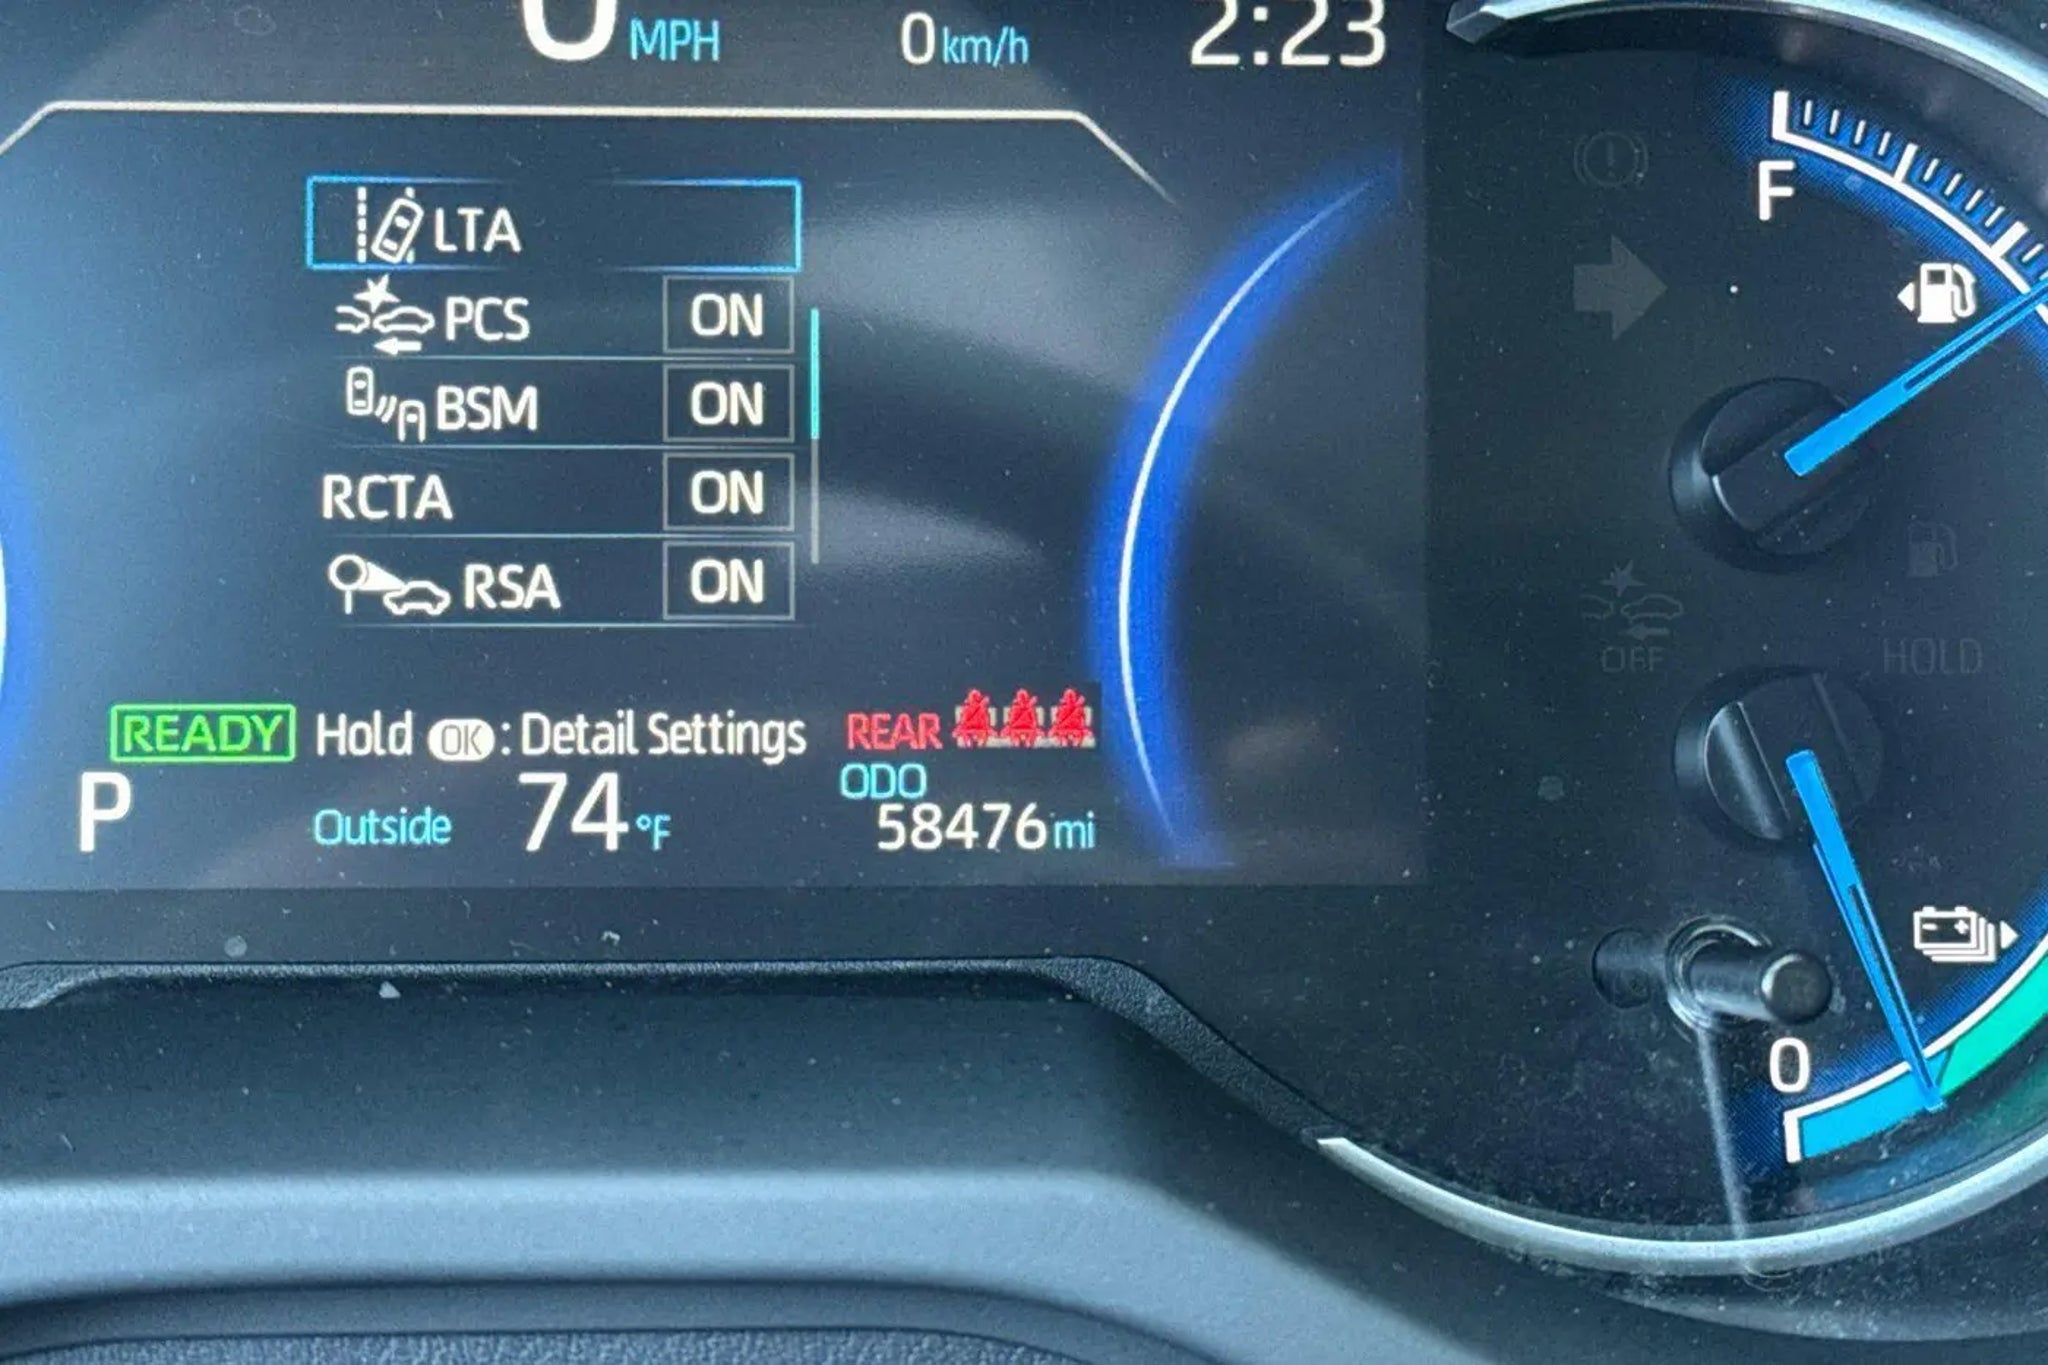 0 MPH 0 km/h 2:23
LTA
PCS ON
BSM ON
RCTA ON
RSA ON
READY Hold OK : Detail Settings REAR
ODO
P Outside 74 °F 58476 mi
F
OFF
HOLD
0